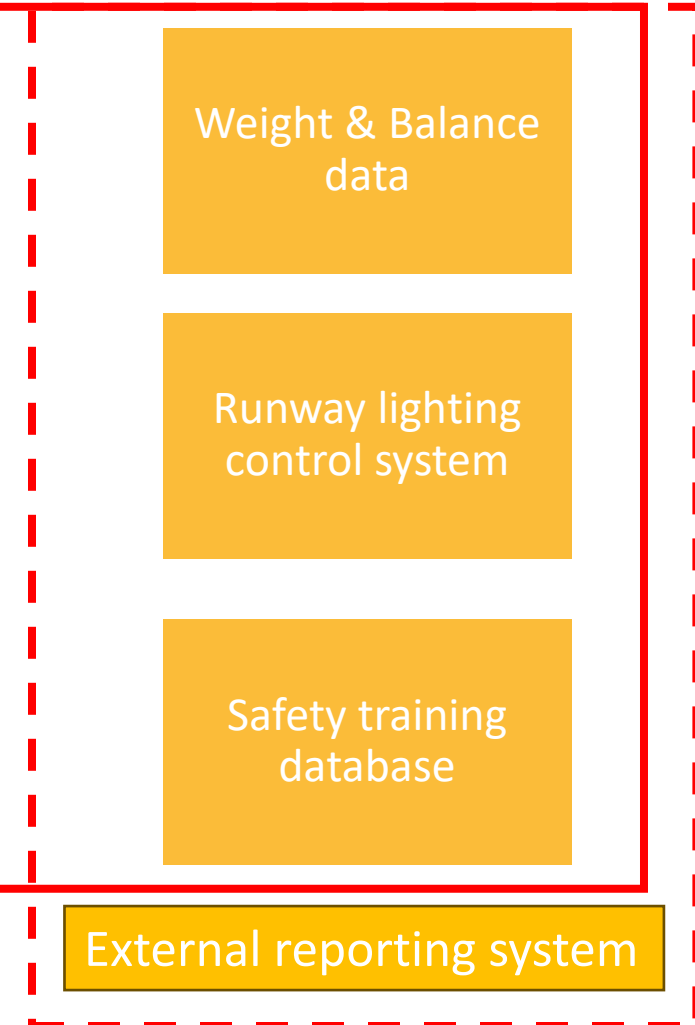 Weight & Balance
data
Runway lighting
control system
Safety training
database
External reporting system